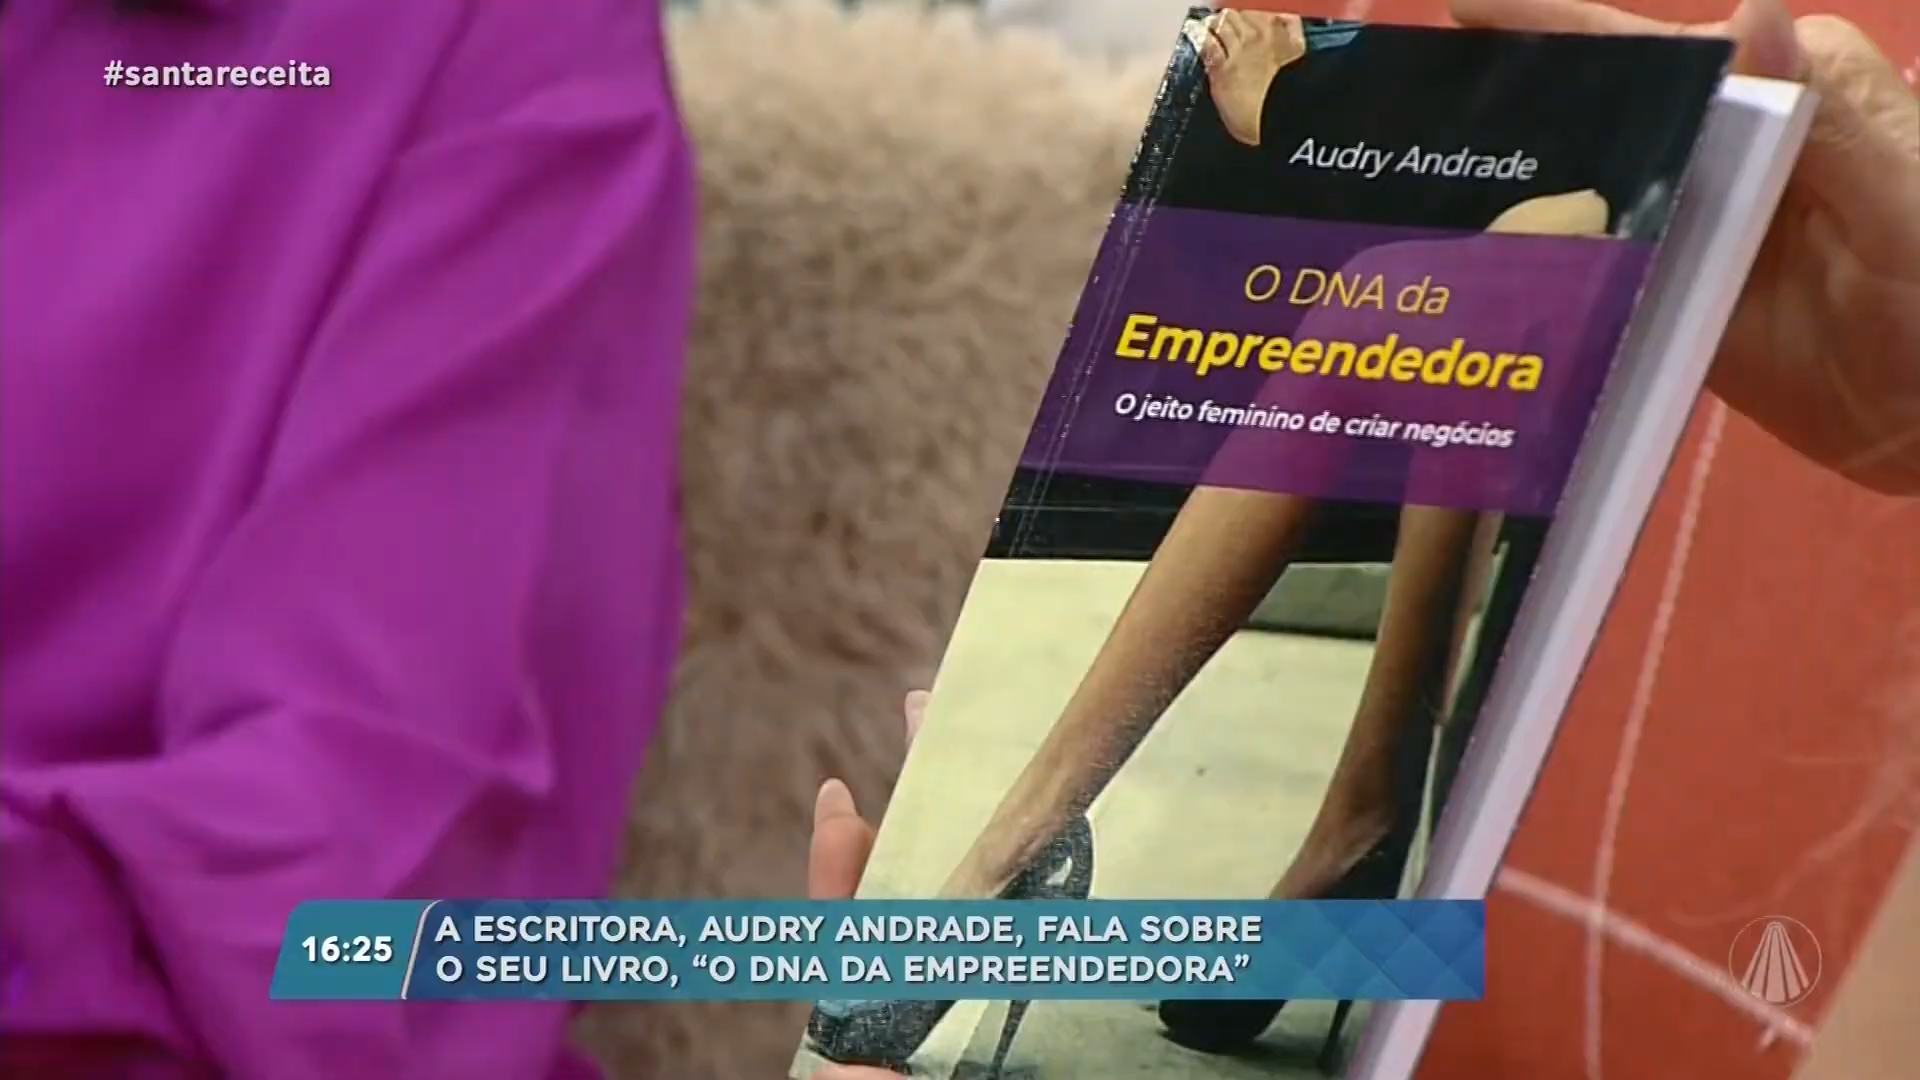 #santareceita
Audry Andrade
O DNA da
Empreendedora
O jeito feminino de criar negócios
16:25
A ESCRITORA, AUDRY ANDRADE, FALA SOBRE
O SEU LIVRO, “O DNA DA EMPREENDEDORA”